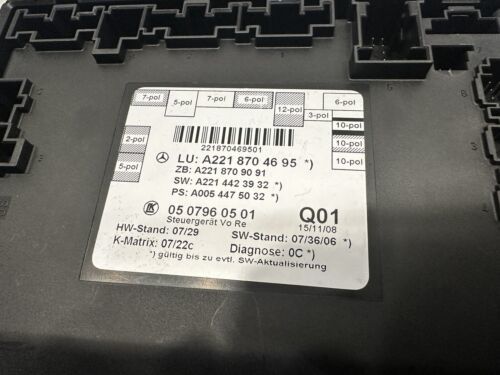 7-pol
5-pol
7-pol
6-pol
12-pol
3-pol
6-pol
10-pol
10-pol
10-pol
2-pol
5-pol
221870469501
LU: A221 870 46 95 *)
ZB: A221 870 90 91
SW: A221 442 39 32 *)
PS: A005 447 50 32 *)
05 0796 05 01 Q01
Steuergerät Vo Re 15/11/08
HW-Stand: 07/29 SW-Stand: 07/36/06 *)
K-Matrix: 07/22c Diagnose: 0C *)
*) gültig bis zu evtl. SW-Aktualisierung